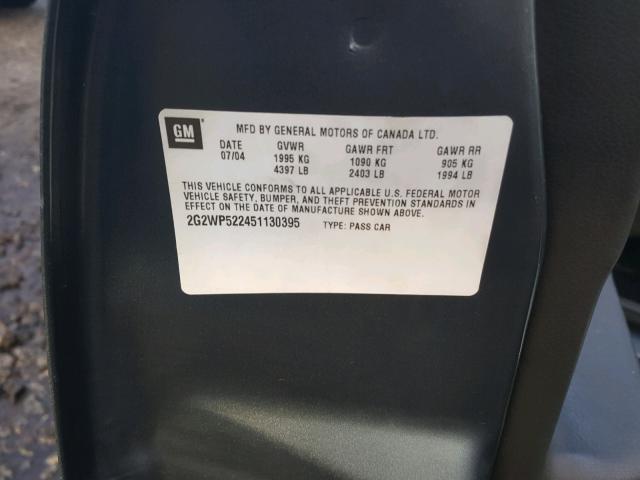 GM MFD BY GENERAL MOTORS OF CANADA LTD.
DATE GVWR GAWR FRT GAWR RR
07/04 1995 KG 1090 KG 905 KG
4397 LB 2403 LB 1994 LB
THIS VEHICLE CONFORMS TO ALL APPLICABLE U.S. FEDERAL MOTOR
VEHICLE SAFETY, BUMPER, AND THEFT PREVENTION STANDARDS IN
EFFECT ON THE DATE OF MANUFACTURE SHOWN ABOVE.
2G2WP522451130395 TYPE: PASS CAR